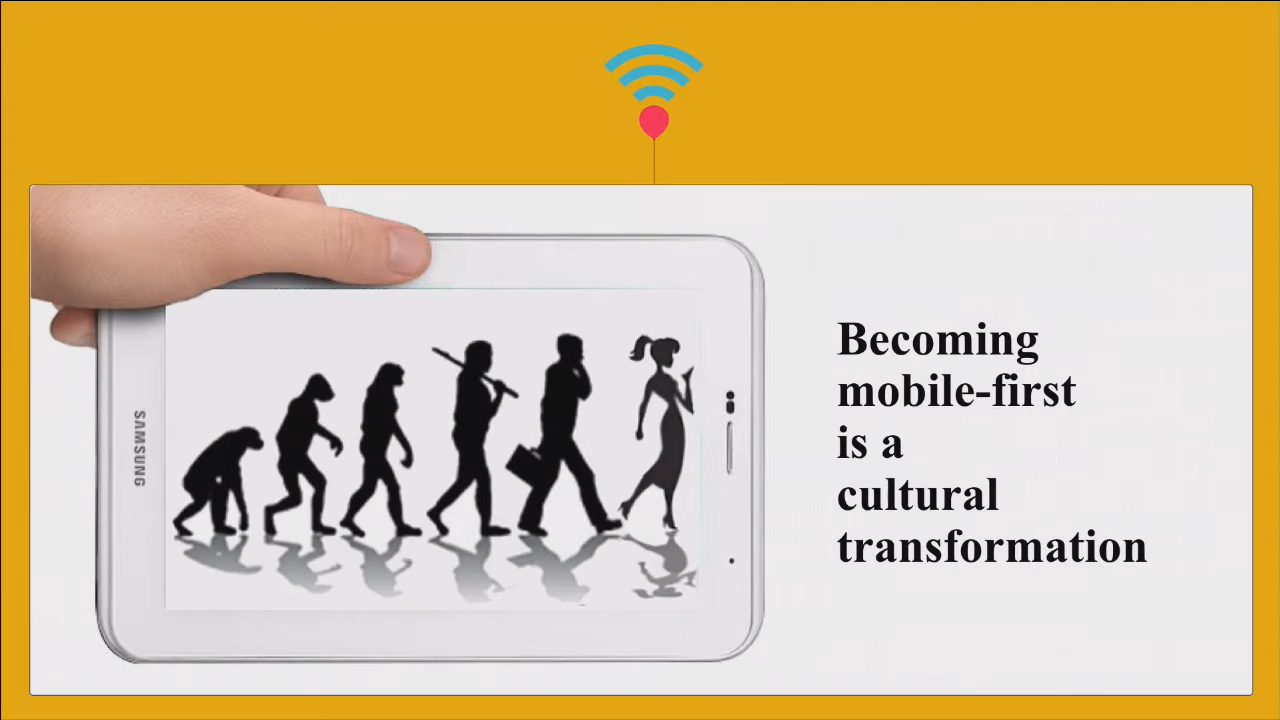 SAMSUNG
Becoming
mobile-first
is a
cultural
transformation